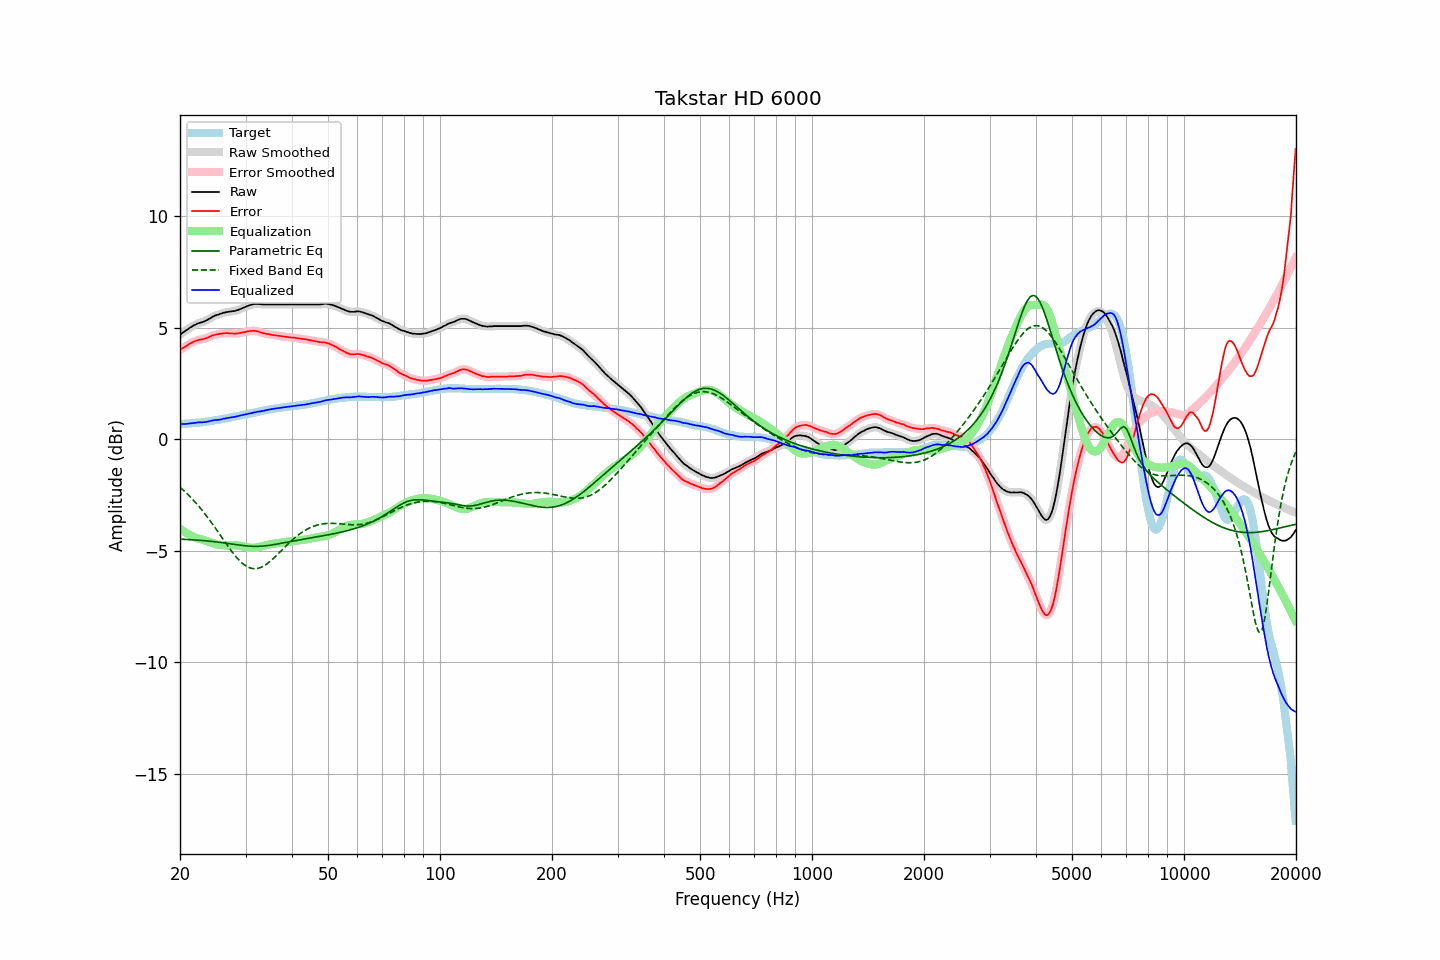 Takstar HD 6000
Target
Raw Smoothed
Error Smoothed
Raw
Error
Equalization
Parametric Eq
Fixed Band Eq
Equalized
10
5
0
−5
−10
−15
Amplitude (dBr)
20 50 100 200 500 1000 2000 5000 10000 20000
Frequency (Hz)